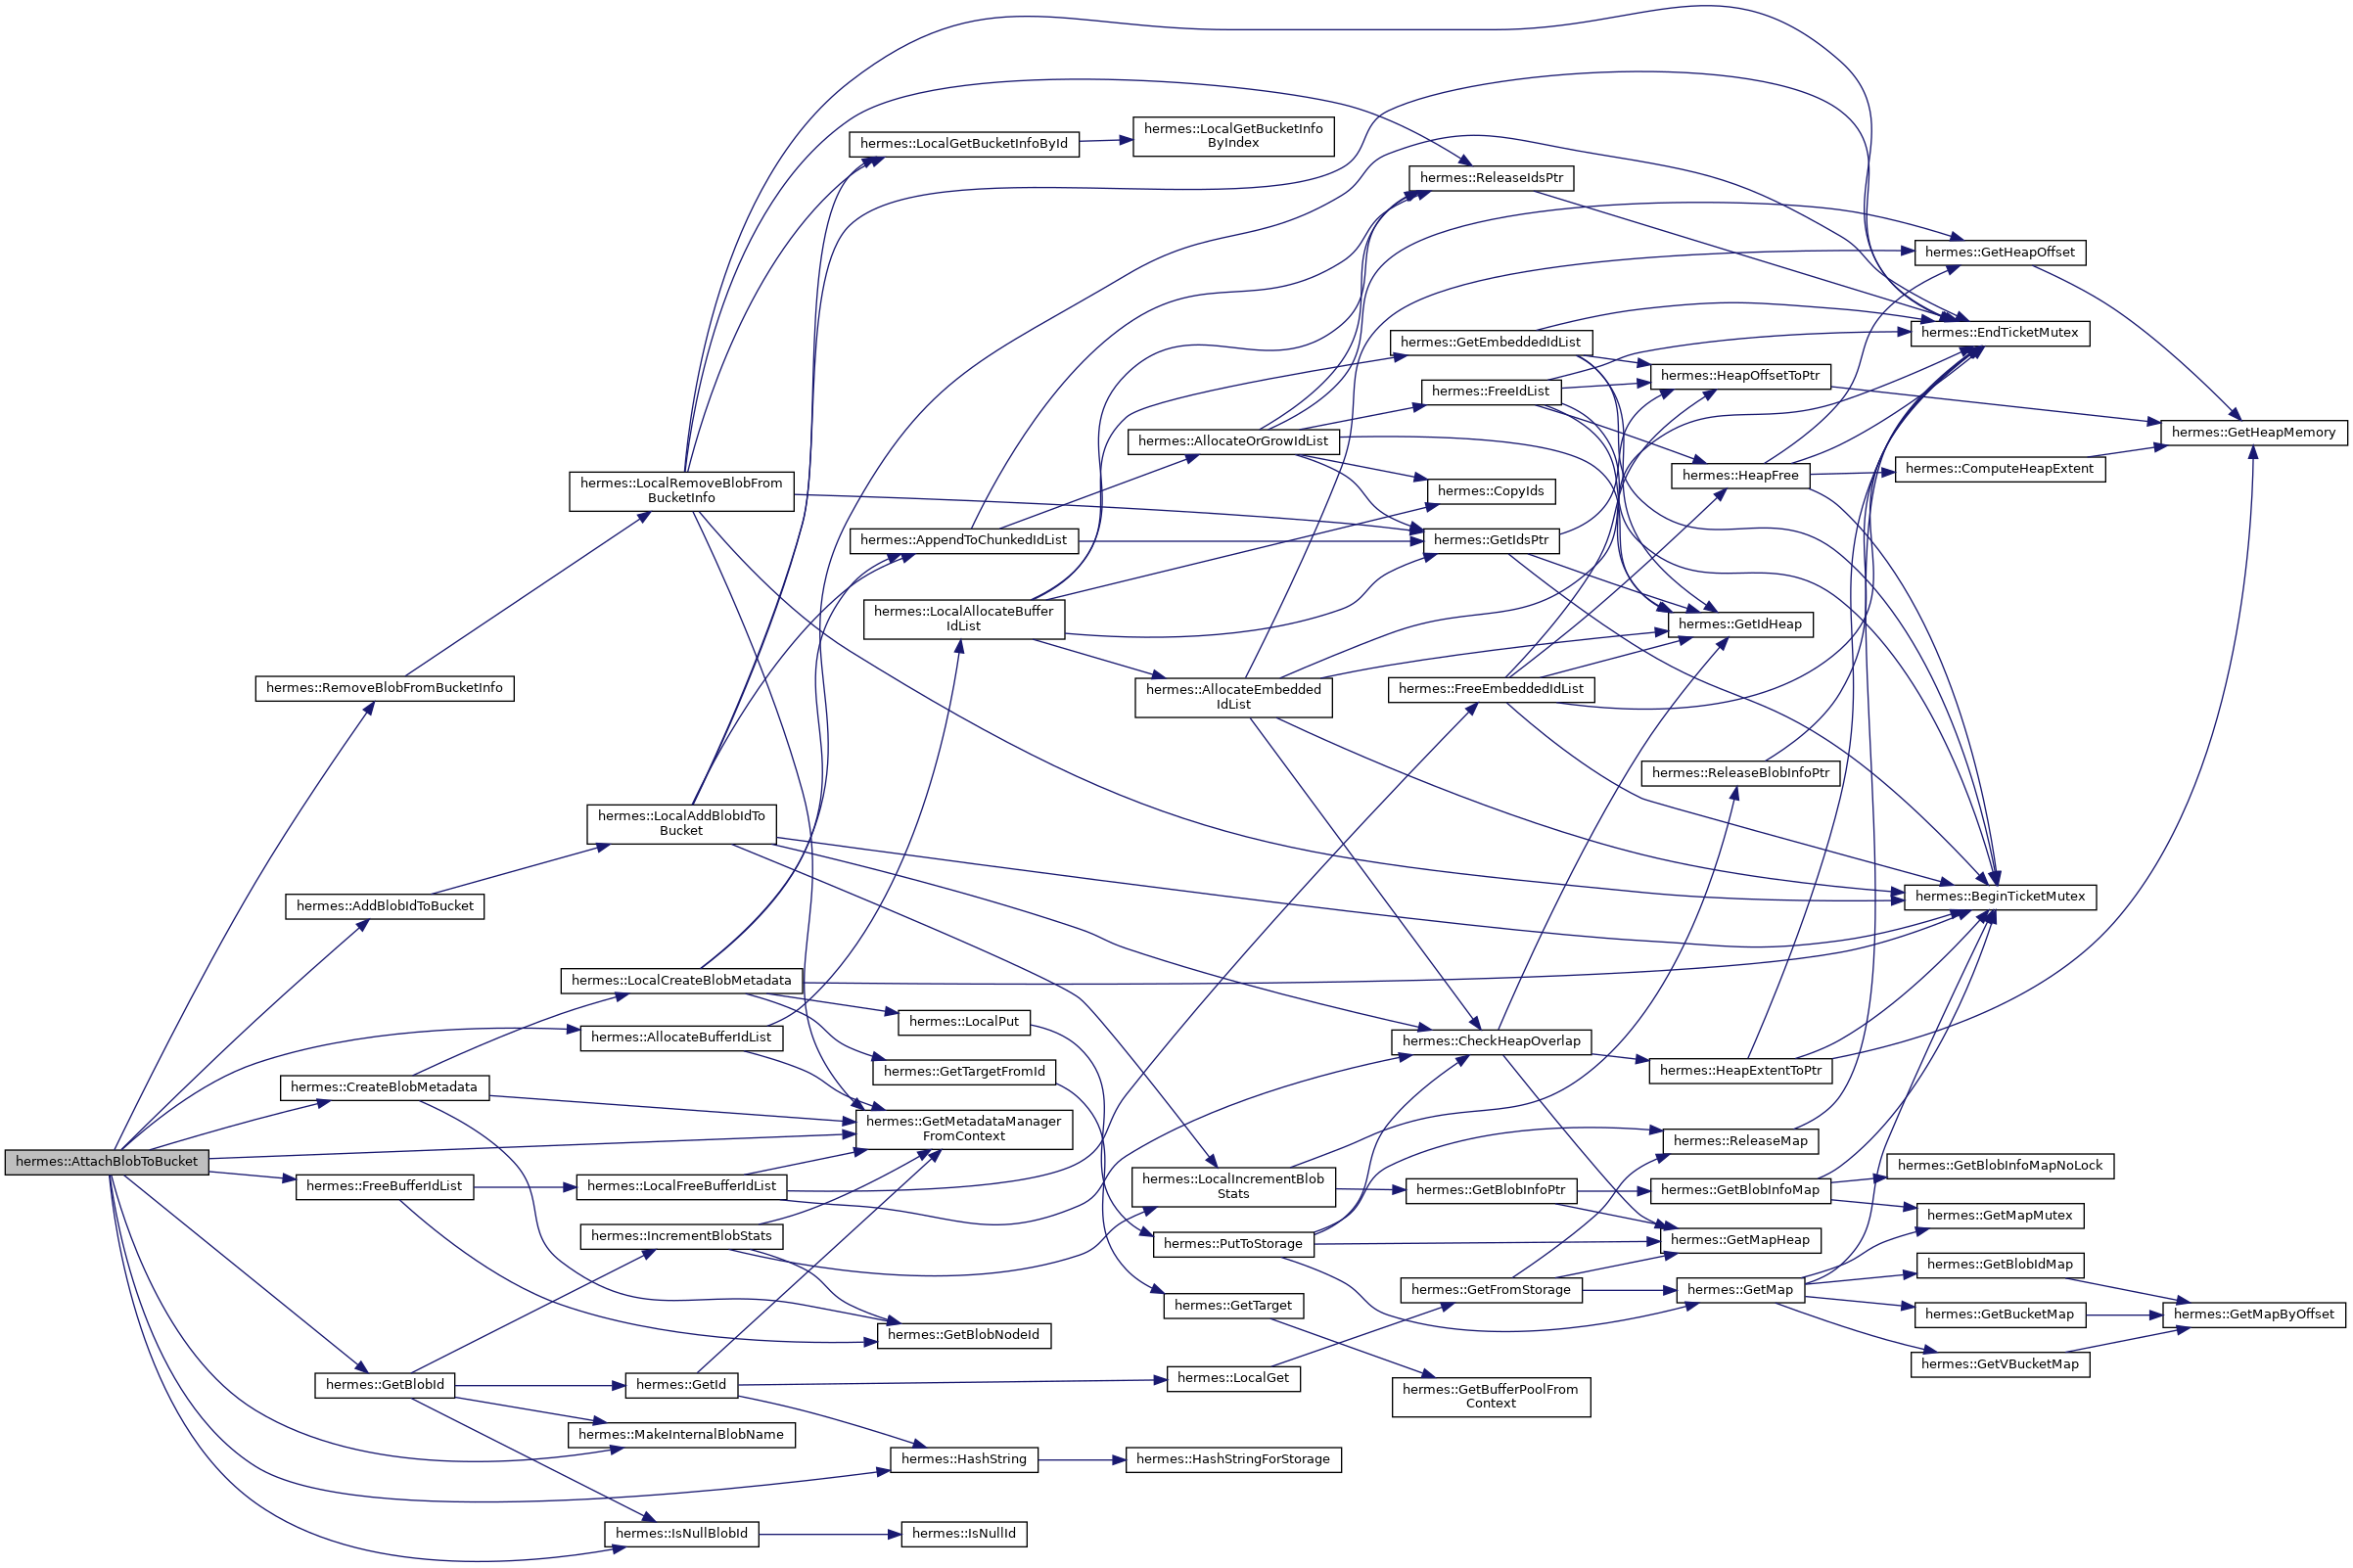 hermes::LocalGetBucketInfo
ByIndex
hermes::LocalGetBucketInfoById
hermes::ReleaseIdsPtr
hermes::GetHeapOffset
hermes::EndTicketMutex
hermes::GetEmbeddedIdList
hermes::HeapOffsetToPtr
hermes::FreeIdList
hermes::GetHeapMemory
hermes::AllocateOrGrowIdList
hermes::ComputeHeapExtent
hermes::HeapFree
hermes::LocalRemoveBlobFrom
BucketInfo
hermes::CopyIds
hermes::AppendToChunkedIdList
hermes::GetIdsPtr
hermes::LocalAllocateBuffer
IdList
hermes::GetIdHeap
hermes::RemoveBlobFromBucketInfo
hermes::AllocateEmbedded
IdList
hermes::FreeEmbeddedIdList
hermes::ReleaseBlobInfoPtr
hermes::LocalAddBlobIdTo
Bucket
hermes::BeginTicketMutex
hermes::AddBlobIdToBucket
hermes::LocalCreateBlobMetadata
hermes::LocalPut
hermes::AllocateBufferIdList
hermes::CheckHeapOverlap
hermes::GetTargetFromId
hermes::HeapExtentToPtr
hermes::CreateBlobMetadata
hermes::GetMetadataManager
FromContext
hermes::ReleaseMap
hermes::AttachBlobToBucket
hermes::GetBlobInfoMapNoLock
hermes::FreeBufferIdList
hermes::LocalFreeBufferIdList
hermes::LocalIncrementBlob
Stats
hermes::GetBlobInfoPtr
hermes::GetBlobInfoMap
hermes::GetMapMutex
hermes::IncrementBlobStats
hermes::PutToStorage
hermes::GetMapHeap
hermes::GetBlobIdMap
hermes::GetFromStorage
hermes::GetMap
hermes::GetTarget
hermes::GetBucketMap
hermes::GetMapByOffset
hermes::GetBlobNodeId
hermes::GetVBucketMap
hermes::GetBlobId
hermes::GetId
hermes::LocalGet
hermes::GetBufferPoolFrom
Context
hermes::MakeInternalBlobName
hermes::HashString
hermes::HashStringForStorage
hermes::IsNullBlobId
hermes::IsNullId